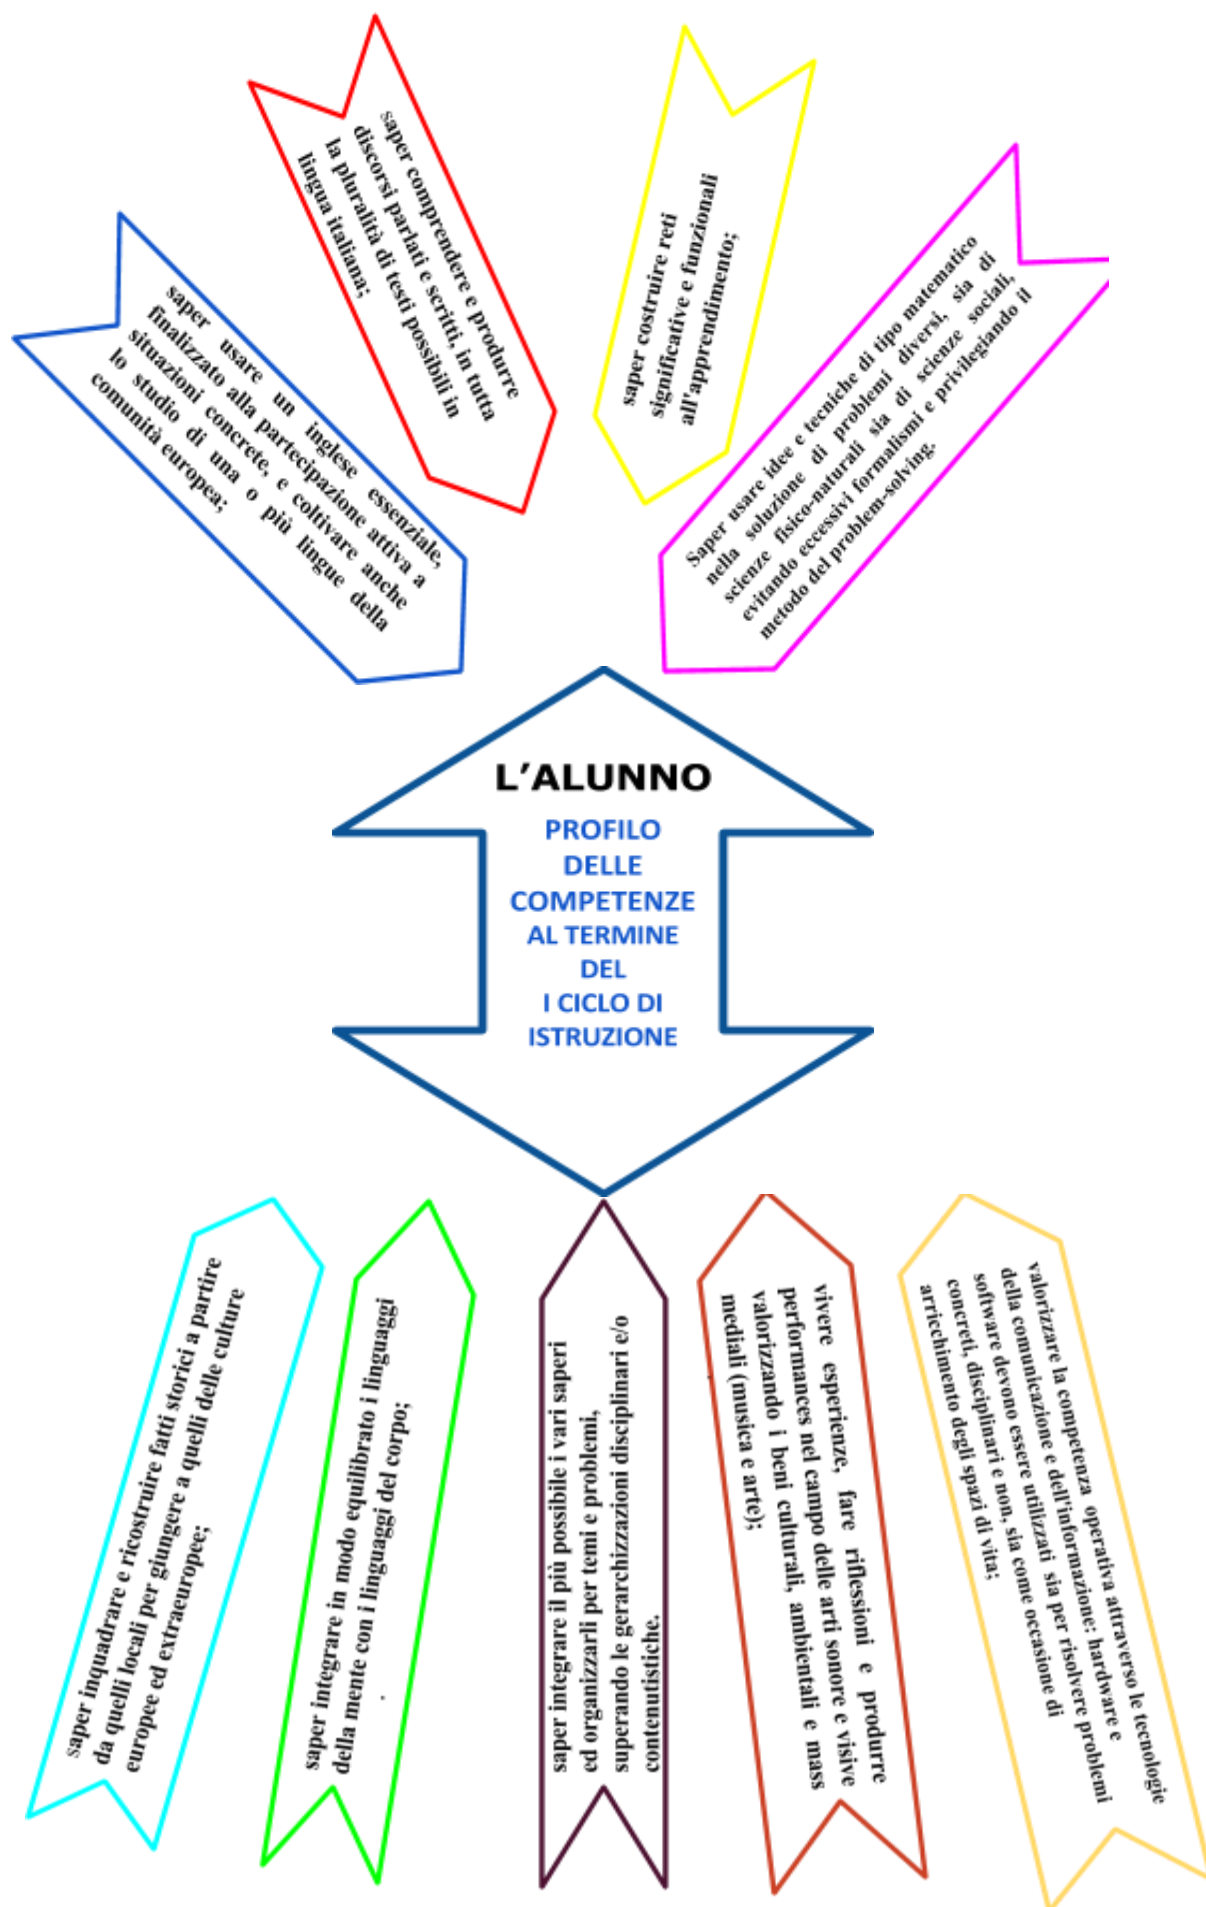 saper usare un inglese essenziale,
finalizzato alla partecipazione attiva a
situazioni concrete, e coltivare anche
lo studio di una o più lingue della
comunità europea;
saper comprendere e produrre
discorsi parlati e scritti, in tutta
la pluralità di testi possibili in
lingua italiana;
saper costruire reti
significative e funzionali
all'apprendimento;
Saper usare idee e tecniche di tipo matematico
nella soluzione di problemi diversi, sia di
scienze fisico-naturali sia di scienze sociali,
evitando eccessivi formalismi e privilegiando il
metodo del problem-solving.
L'ALUNNO
PROFILO
DELLE
COMPETENZE
AL TERMINE
DEL
I CICLO DI
ISTRUZIONE
saper inquadrare e ricostruire fatti storici a partire
da quelli locali per giungere a quelli delle culture
europee ed extraeuropee;
saper integrare in modo equilibrato i linguaggi
della mente con i linguaggi del corpo;
saper integrare il più possibile i vari saperi
ed organizzarli per temi e problemi,
superando le gerarchizzazioni disciplinari e/o
contenutistiche.
vivere esperienze, fare riflessioni e produrre
performances nel campo delle arti sonore e visive
valorizzando i beni culturali, ambientali e mass
mediali (musica e arte);
valorizzare la competenza operativa attraverso le tecnologie
della comunicazione e dell'informazione: hardware e
software devono essere utilizzati sia per risolvere problemi
concreti, disciplinari e non, sia come occasione di
arricchimento degli spazi di vita;